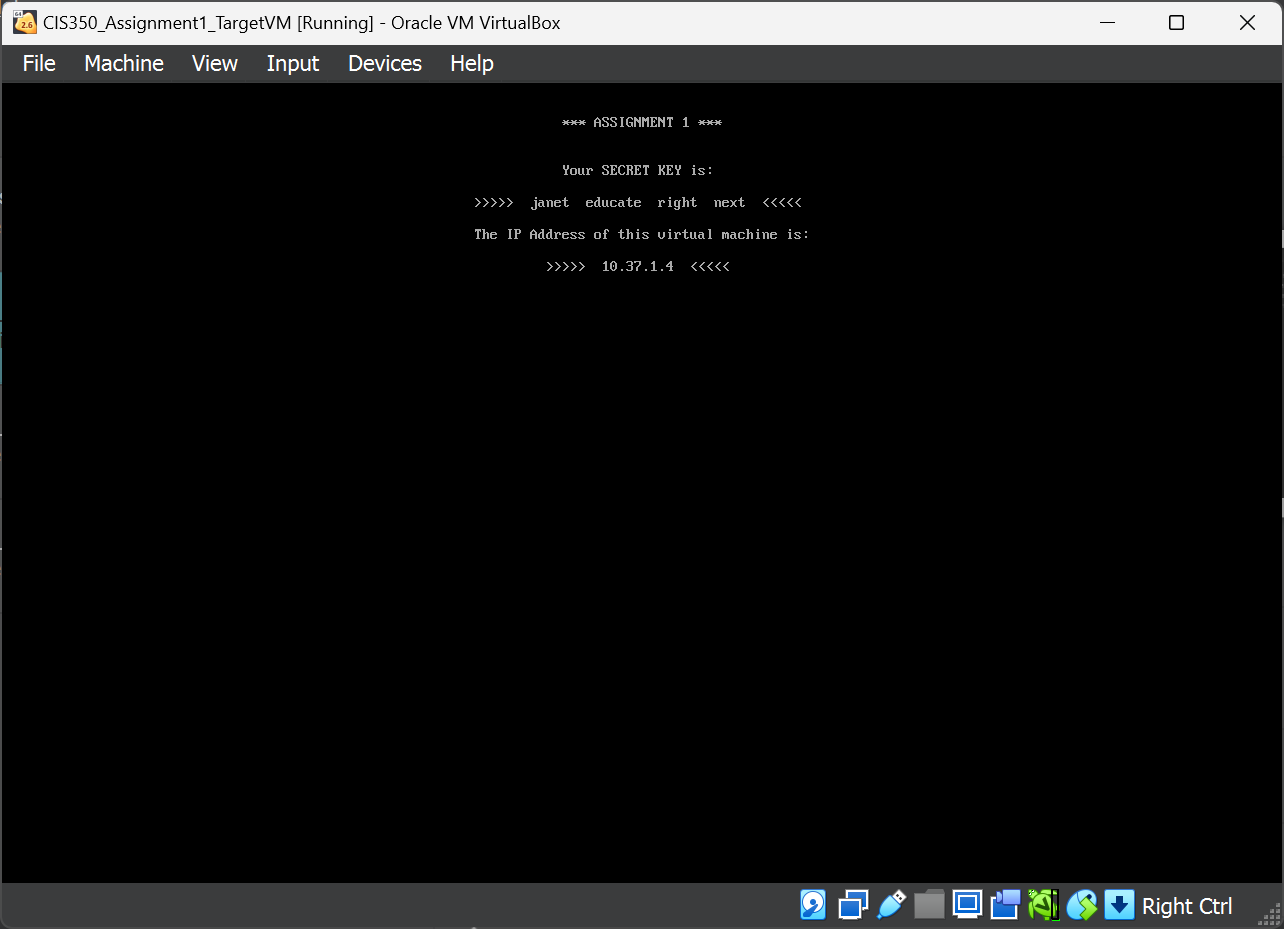 CIS350_Assignment1_TargetVM [Running] - Oracle VM VirtualBox
File Machine View Input Devices Help
*** ASSIGNMENT 1 ***
Your SECRET KEY is:
>>>>> janet educate right next <<<<<
The IP Address of this virtual machine is:
>>>>> 10.37.1.4 <<<<<
Right Ctrl